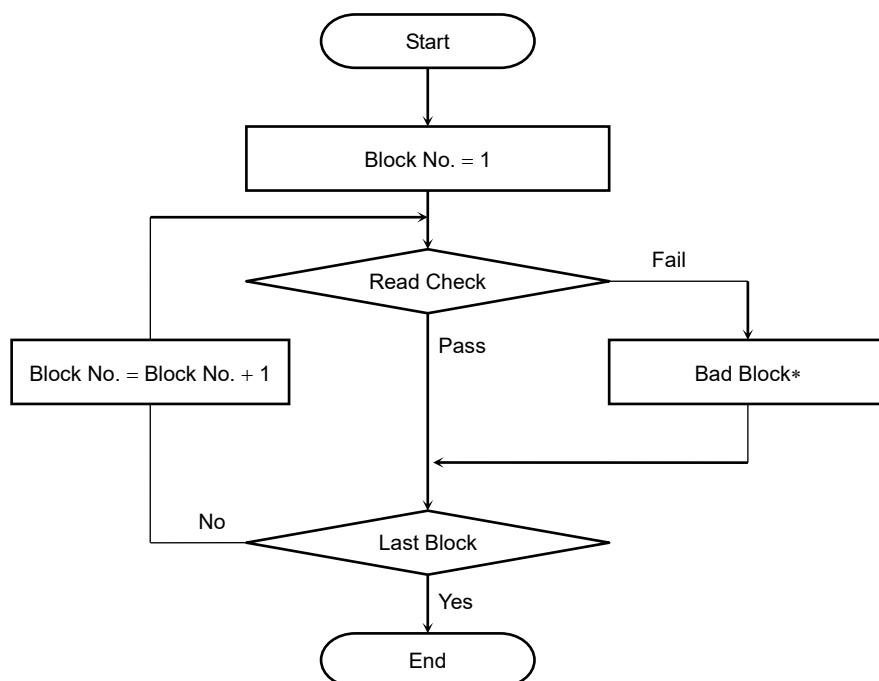 Start
Block No. = 1
Read Check
Fail
Pass
Block No. = Block No. + 1
Bad Block*
No
Last Block
Yes
End